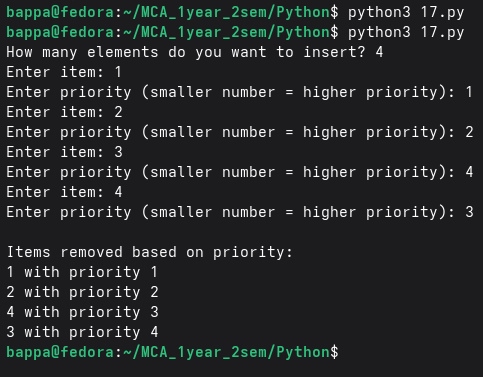 bappa@fedora:~/MCA_1year_2sem/Python$ python3 17.py
bappa@fedora:~/MCA_1year_2sem/Python$ python3 17.py
How many elements do you want to insert? 4
Enter item: 1
Enter priority (smaller number = higher priority): 1
Enter item: 2
Enter priority (smaller number = higher priority): 2
Enter item: 3
Enter priority (smaller number = higher priority): 4
Enter item: 4
Enter priority (smaller number = higher priority): 3
Items removed based on priority:
1 with priority 1
2 with priority 2
4 with priority 3
3 with priority 4
bappa@fedora:~/MCA_1year_2sem/Python$